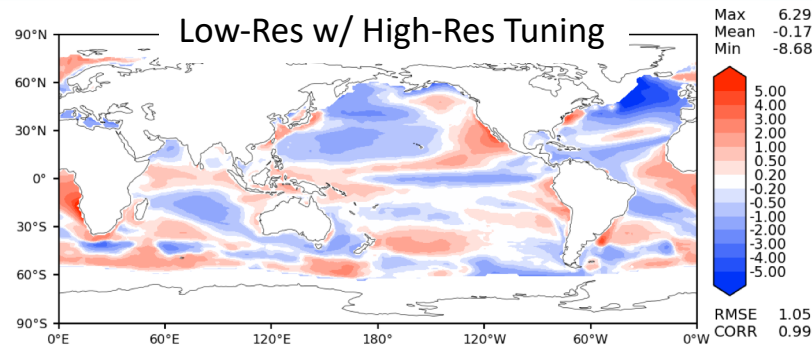 Low-Res w/ High-Res Tuning
Max 6.29
Mean -0.17
Min -8.68
90°N
60°N
30°N
0°
30°S
60°S
90°S
0°E
60°E
120°E
180°
120°W
60°W
0°W
5.00
4.00
3.00
2.00
1.00
0.50
0.20
-0.20
-0.50
-1.00
-2.00
-3.00
-4.00
-5.00
RMSE 1.05
CORR 0.99